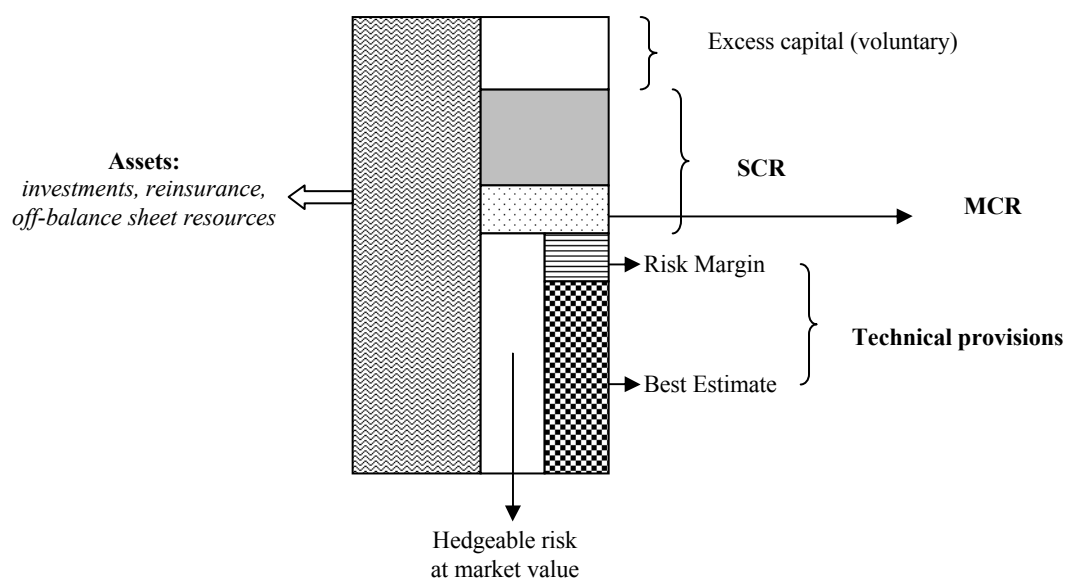 Excess capital (voluntary)
Assets:
investments, reinsurance,
off-balance sheet resources
SCR
MCR
Risk Margin
Technical provisions
Best Estimate
Hedgeable risk
at market value